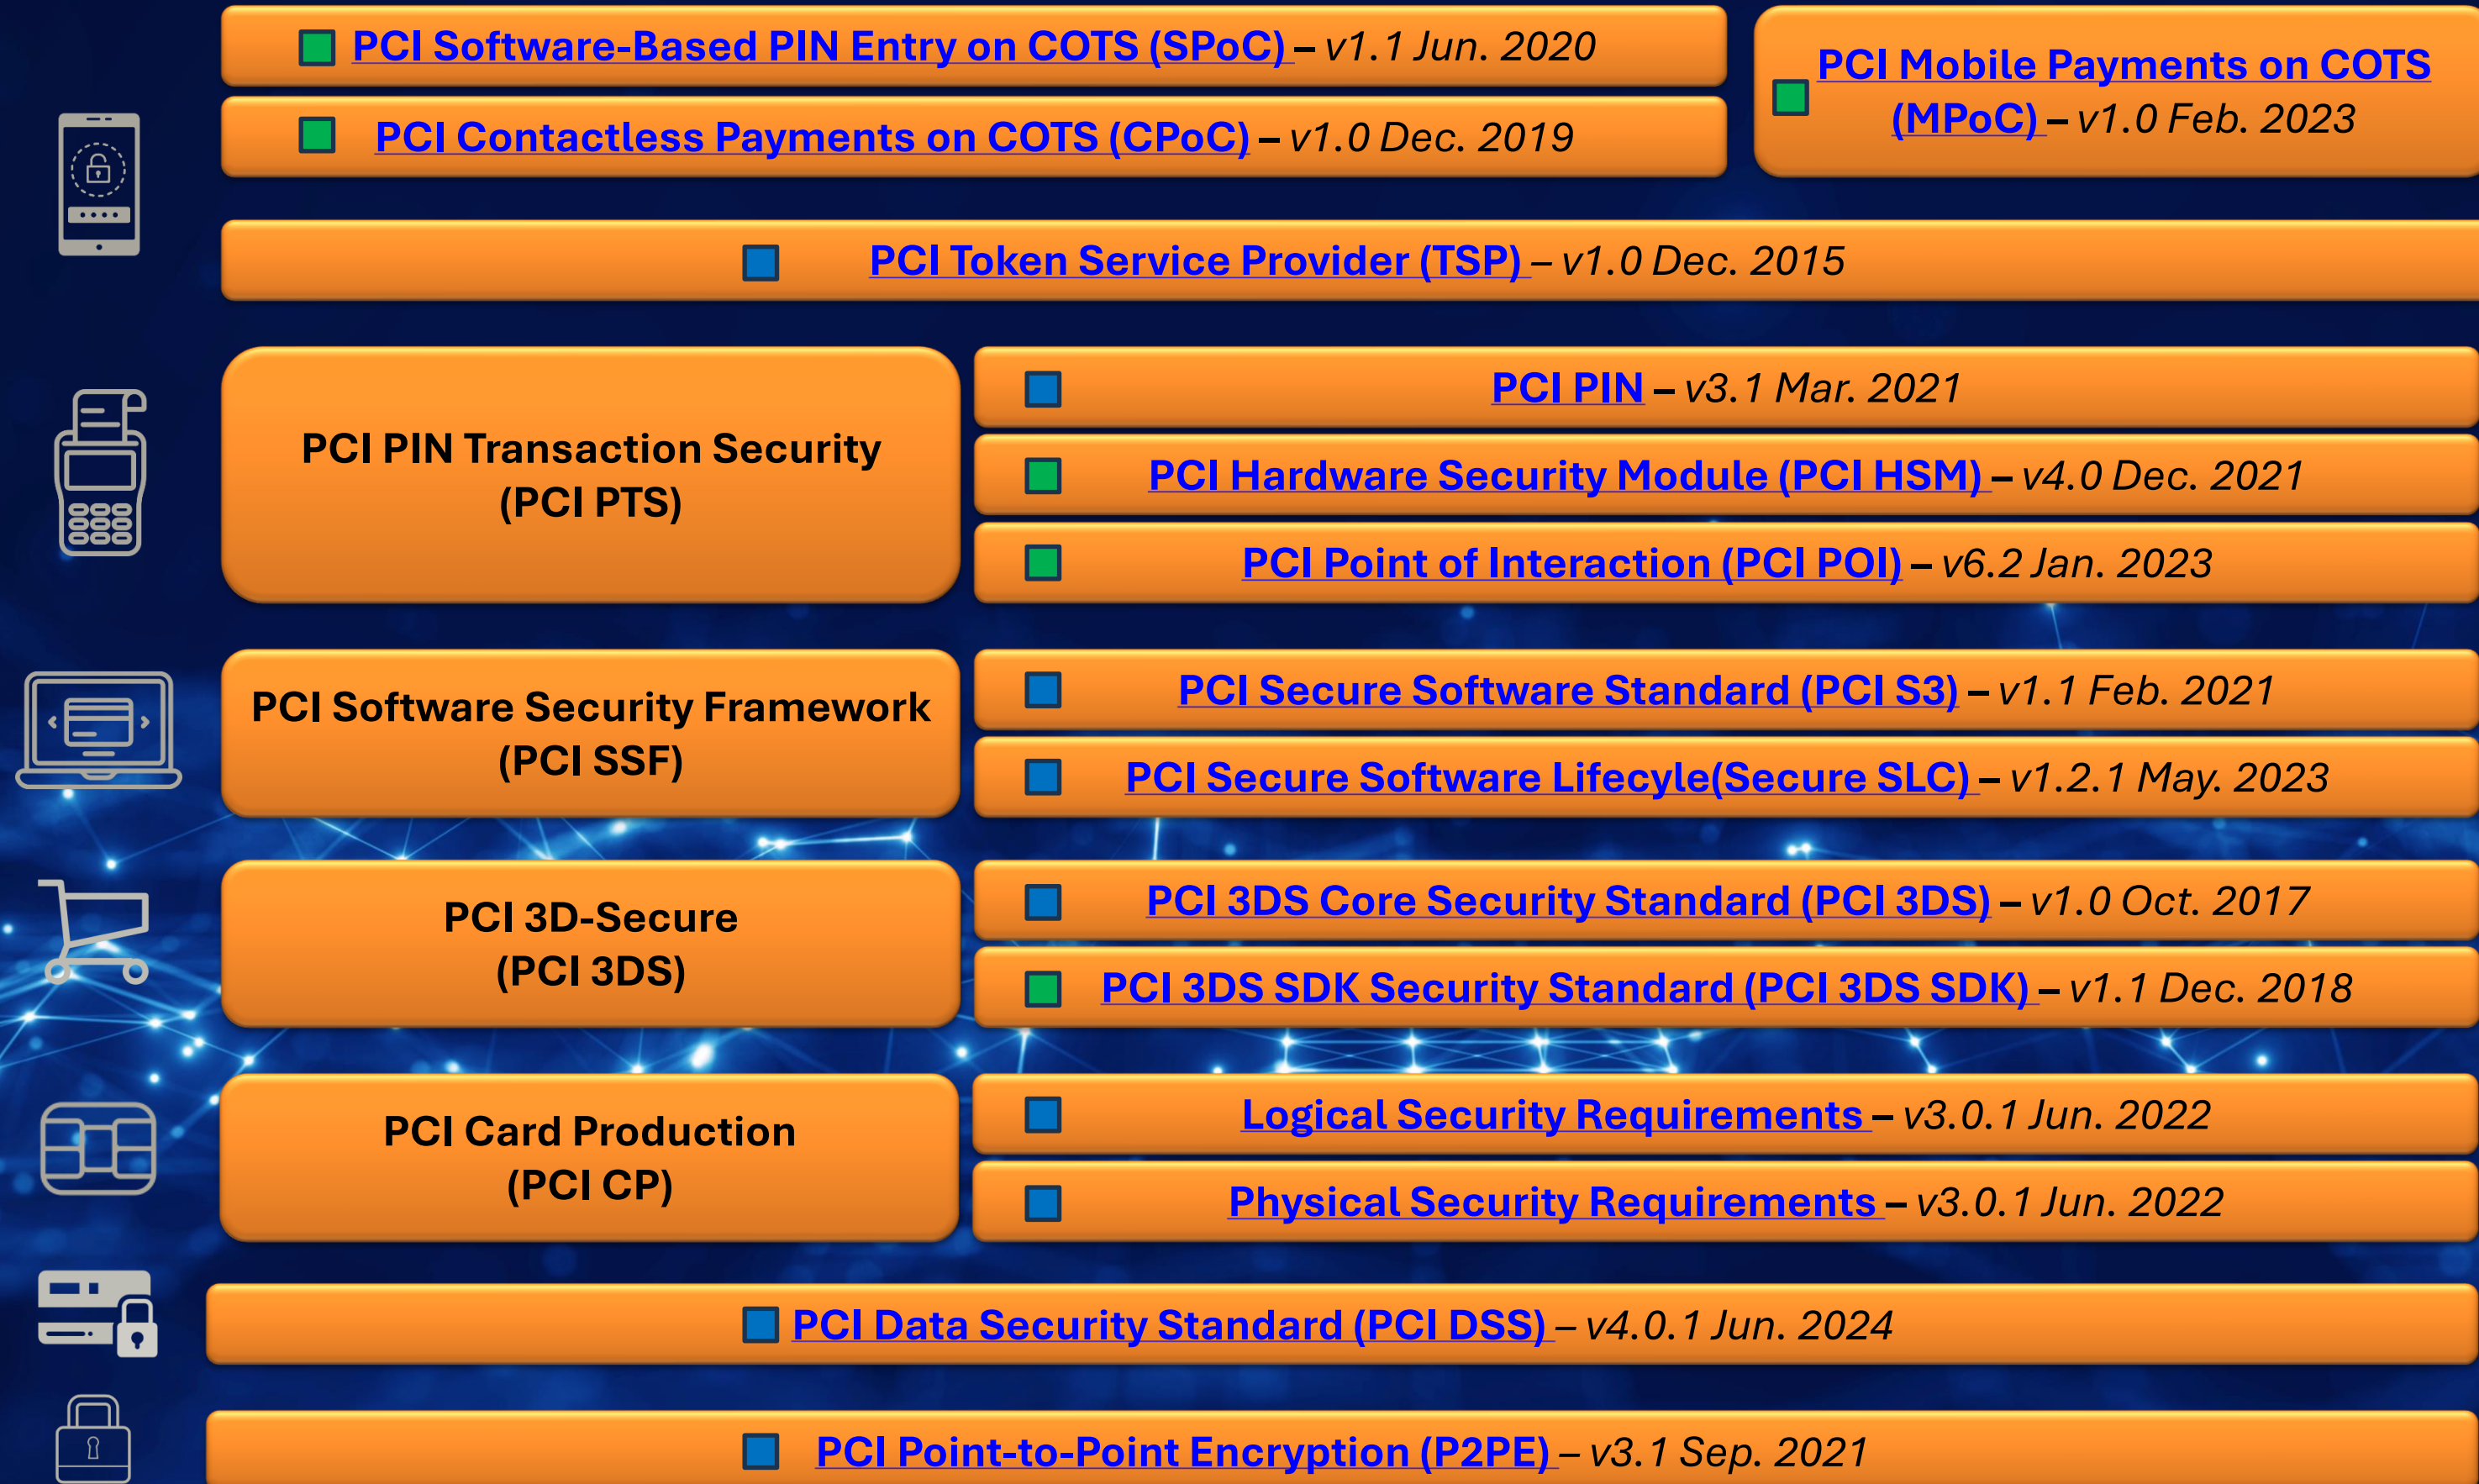 PCI Software-Based PIN Entry on COTS (SPoC) – v1.1 Jun. 2020
PCI Contactless Payments on COTS (CPoC) – v1.0 Dec. 2019
PCI Mobile Payments on COTS
(MPoC) – v1.0 Feb. 2023
PCI Token Service Provider (TSP) – v1.0 Dec. 2015
PCI PIN Transaction Security
(PCI PTS)
PCI PIN – v3.1 Mar. 2021
PCI Hardware Security Module (PCI HSM) – v4.0 Dec. 2021
PCI Point of Interaction (PCI POI) – v6.2 Jan. 2023
PCI Software Security Framework
(PCI SSF)
PCI Secure Software Standard (PCI S3) – v1.1 Feb. 2021
PCI Secure Software Lifecyle(Secure SLC) – v1.2.1 May. 2023
PCI 3D-Secure
(PCI 3DS)
PCI 3DS Core Security Standard (PCI 3DS) – v1.0 Oct. 2017
PCI 3DS SDK Security Standard (PCI 3DS SDK) – v1.1 Dec. 2018
PCI Card Production
(PCI CP)
Logical Security Requirements – v3.0.1 Jun. 2022
Physical Security Requirements – v3.0.1 Jun. 2022
PCI Data Security Standard (PCI DSS) – v4.0.1 Jun. 2024
PCI Point-to-Point Encryption (P2PE) – v3.1 Sep. 2021